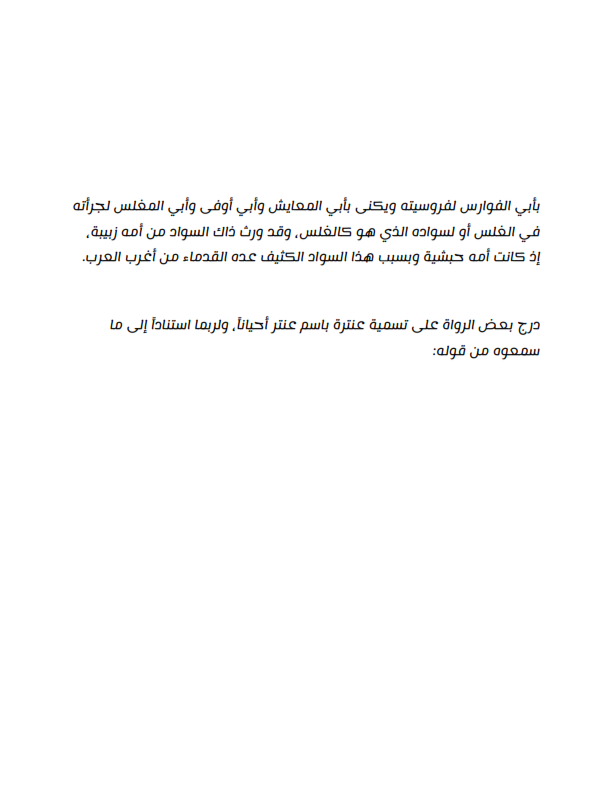 بأبي الفوارس لفروسيته ويكنى بأبي المعايش وأبي أوفى وأبي المغلس لجرأته
في الغلس أو لسواده الذي هو كالغلس، وقد ورث ذاك السواد من أمه زبيبة،
إذ كانت أمه حبشية وبسبب هذا السواد الكثيف عده القدماء من أغرب العرب.
درج بعض الرواة على تسمية عنترة باسم عنتر أحياناً، ولربما استناداً إلى ما
سمعوه من قوله: